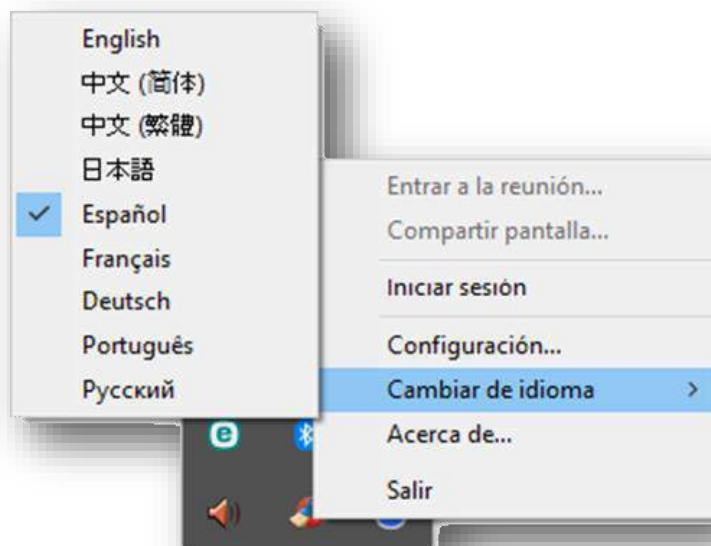 English
中文 (简体)
中文 (繁體)
日本語
Español
Français
Deutsch
Português
Русский
Entrar a la reunión...
Compartir pantalla...
Iniciar sesión
Configuración...
Cambiar de idioma
Acerca de...
Salir